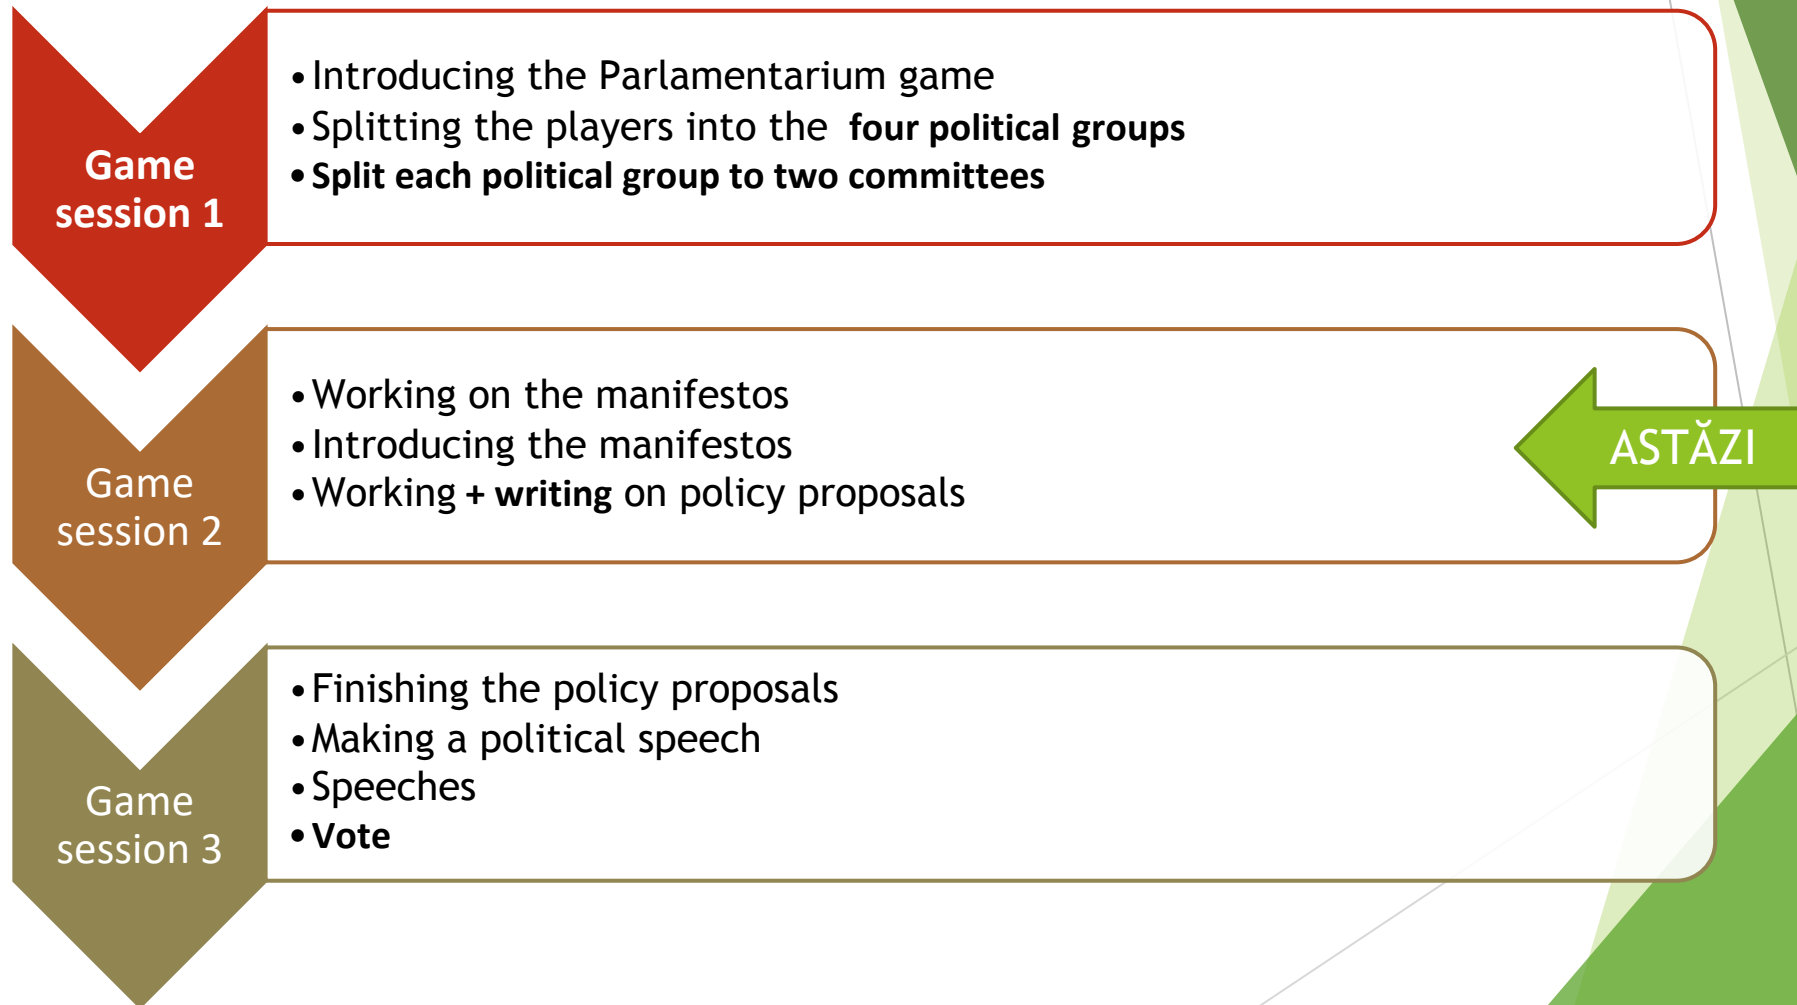 Game
session 1
•Introducing the Parlamentarium game
•Splitting the players into the four political groups
•Split each political group to two committees
Game
session 2
•Working on the manifestos
•Introducing the manifestos
•Working + writing on policy proposals
ASTĂZI
Game
session 3
•Finishing the policy proposals
•Making a political speech
•Speeches
•Vote